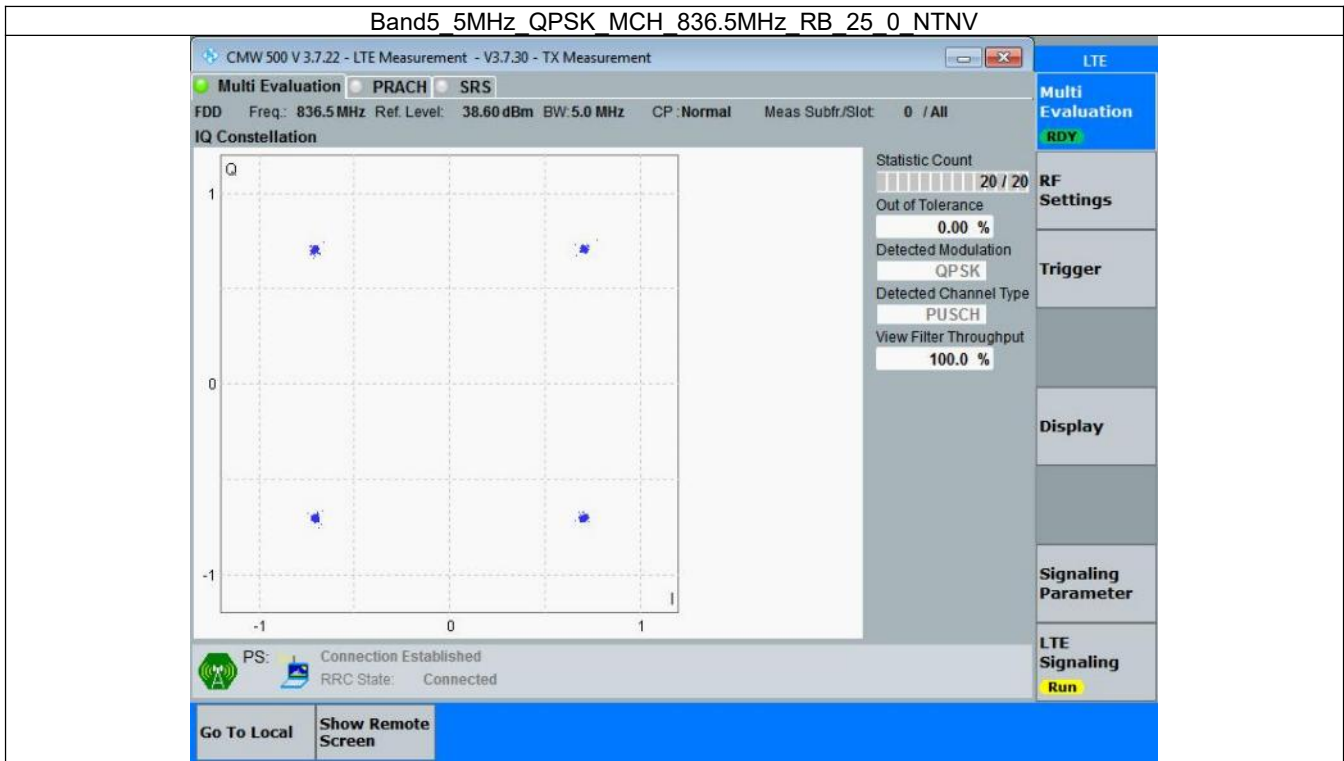 Band5_5MHz_QPSK_MCH_836.5MHz_RB_25_0_NTNV
CMW 500 V 3.7.22 - LTE Measurement - V3.7.30 - TX Measurement
LTE
Multi Evaluation PRACH SRS
FDD Freq.: 836.5 MHz Ref. Level: 38.60 dBm BW: 5.0 MHz CP : Normal Meas Subfr./Slot: 0 / All
IQ Constellation
Q
1
0
-1
I
-1 0 1
Statistic Count
20 / 20
Out of Tolerance
0.00 %
Detected Modulation
QPSK
Detected Channel Type
PUSCH
View Filter Throughput
100.0 %
Multi
Evaluation
RDY
RF
Settings
Trigger
Display
Signaling
Parameter
LTE
Signaling
Run
PS: Connection Established
RRC State: Connected
Go To Local
Show Remote
Screen